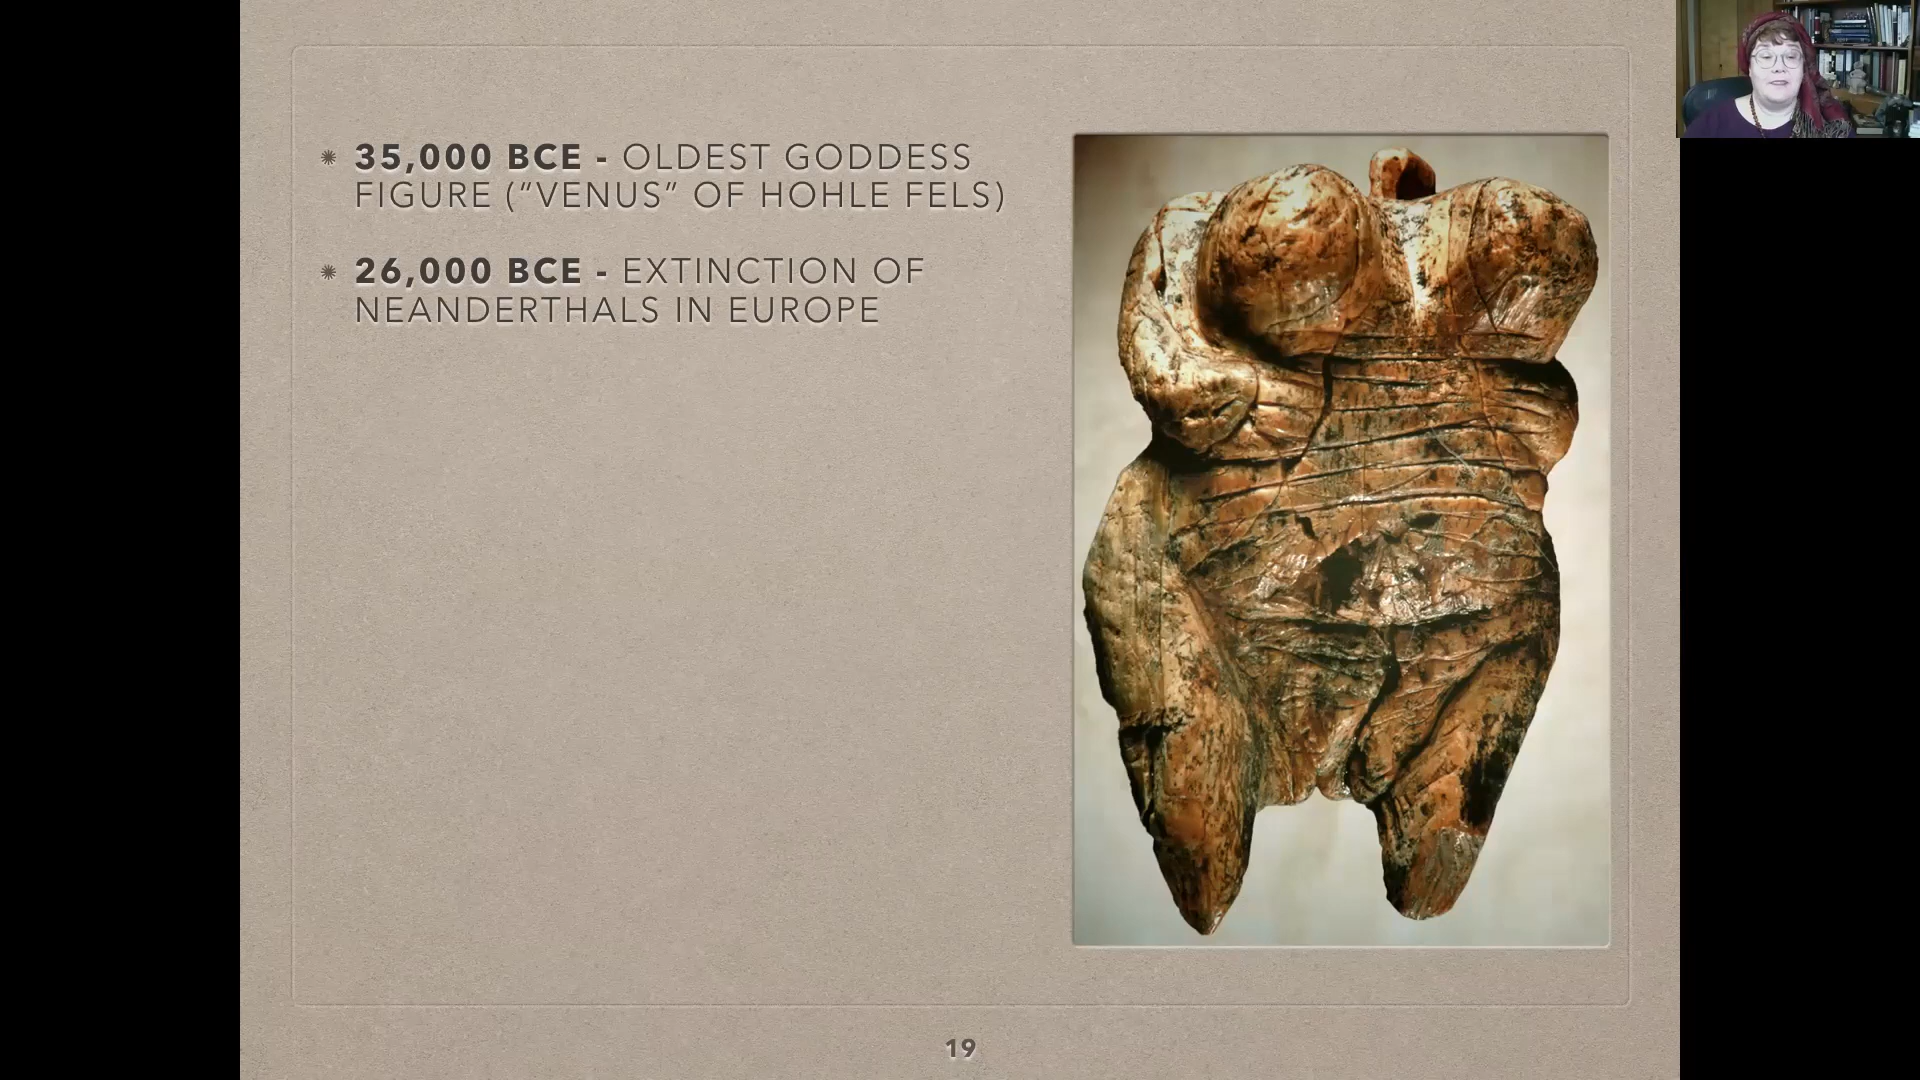 35,000 BCE - OLDEST GODDESS
FIGURE ("VENUS" OF HOHLE FELS)
26,000 BCE - EXTINCTION OF
NEANDERTHALS IN EUROPE
19